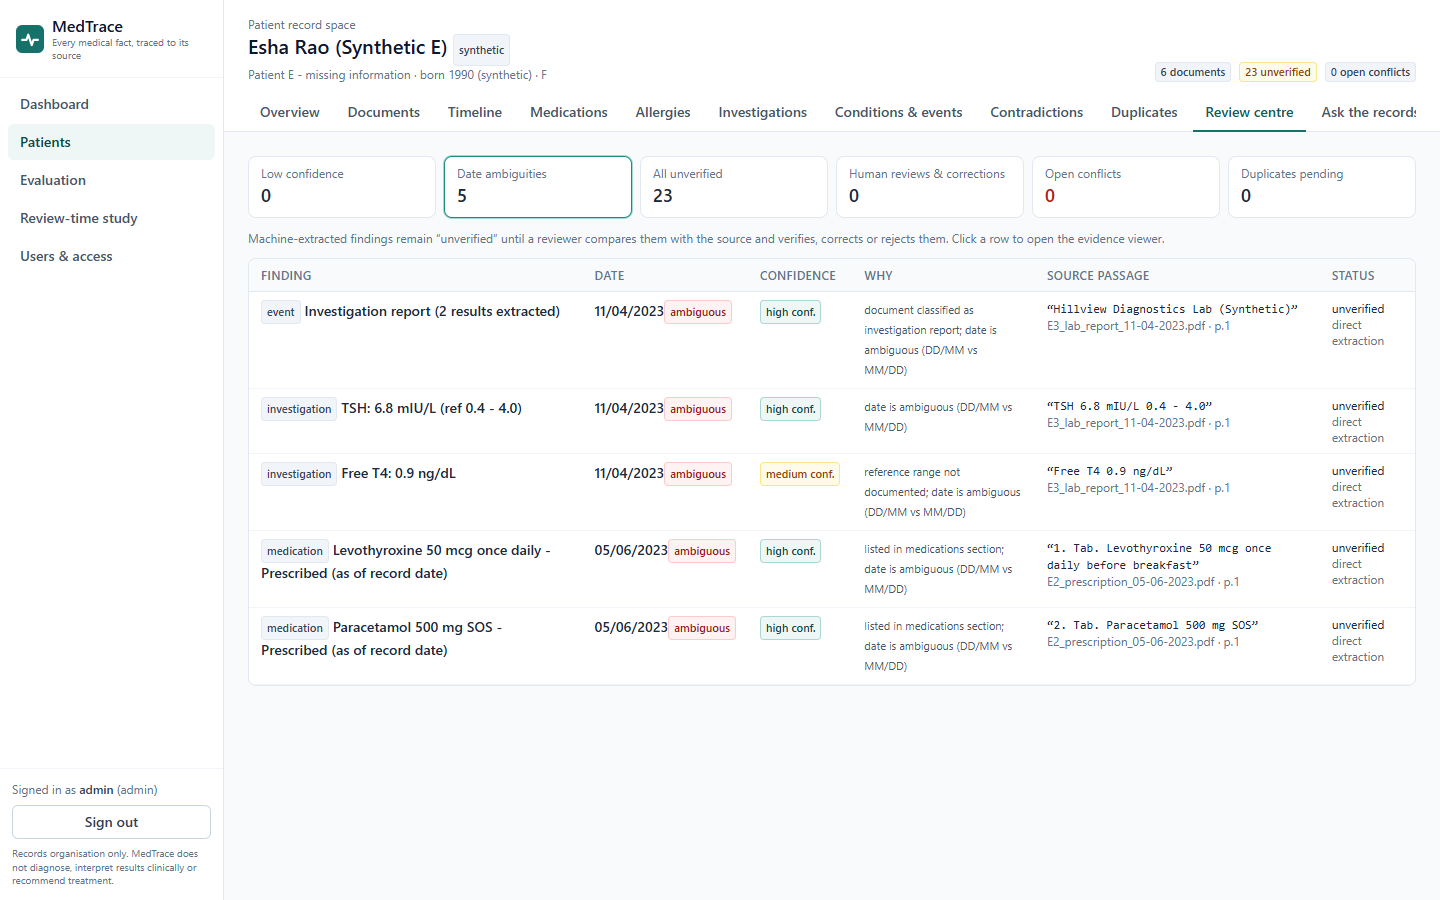 MedTrace
Every medical fact, traced to its
source
Dashboard
Patients
Evaluation
Review-time study
Users & access
Signed in as admin (admin)
Sign out
Records organisation only. MedTrace does
not diagnose, interpret results clinically or
recommend treatment.
Patient record space
Esha Rao (Synthetic E) synthetic
Patient E - missing information · born 1990 (synthetic) · F
6 documents 23 unverified 0 open conflicts
Overview Documents Timeline Medications Allergies Investigations Conditions & events Contradictions Duplicates Review centre Ask the records
Low confidence
0
Date ambiguities
5
All unverified
23
Human reviews & corrections
0
Open conflicts
0
Duplicates pending
0
Machine-extracted findings remain “unverified” until a reviewer compares them with the source and verifies, corrects or rejects them. Click a row to open the evidence viewer.
FINDING DATE CONFIDENCE WHY SOURCE PASSAGE STATUS
event Investigation report (2 results extracted)
11/04/2023 ambiguous
high conf.
document classified as
investigation report; date is
ambiguous (DD/MM vs
MM/DD)
“Hillview Diagnostics Lab (Synthetic)”
E3_lab_report_11-04-2023.pdf · p.1
unverified
direct
extraction
investigation TSH: 6.8 mIU/L (ref 0.4 - 4.0)
11/04/2023 ambiguous
high conf.
date is ambiguous (DD/MM vs
MM/DD)
“TSH 6.8 mIU/L 0.4 - 4.0”
E3_lab_report_11-04-2023.pdf · p.1
unverified
direct
extraction
investigation Free T4: 0.9 ng/dL
11/04/2023 ambiguous
medium conf.
reference range not
documented; date is ambiguous
(DD/MM vs MM/DD)
“Free T4 0.9 ng/dL”
E3_lab_report_11-04-2023.pdf · p.1
unverified
direct
extraction
medication Levothyroxine 50 mcg once daily -
Prescribed (as of record date)
05/06/2023 ambiguous
high conf.
listed in medications section;
date is ambiguous (DD/MM vs
MM/DD)
“1. Tab. Levothyroxine 50 mcg once
daily before breakfast”
E2_prescription_05-06-2023.pdf · p.1
unverified
direct
extraction
medication Paracetamol 500 mg SOS -
Prescribed (as of record date)
05/06/2023 ambiguous
high conf.
listed in medications section;
date is ambiguous (DD/MM vs
MM/DD)
“2. Tab. Paracetamol 500 mg SOS”
E2_prescription_05-06-2023.pdf · p.1
unverified
direct
extraction